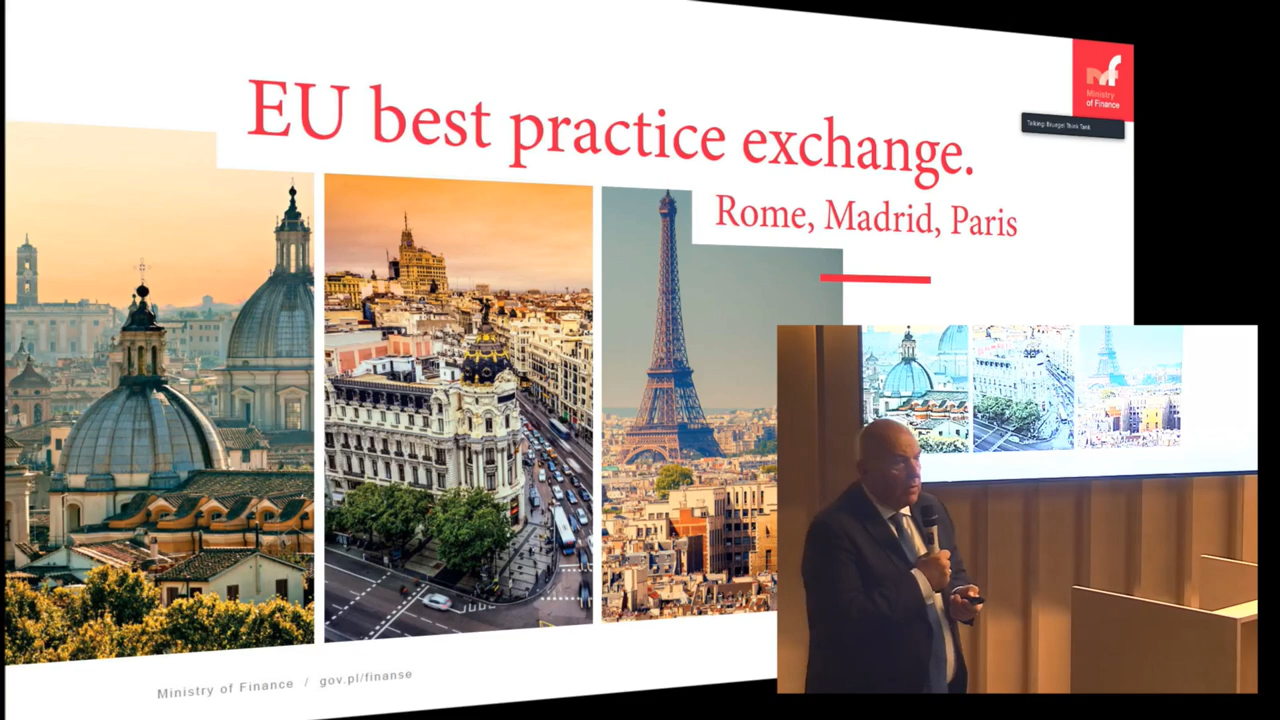 EU best practice exchange.
Rome, Madrid, Paris
Ministry
of Finance
Talking: Bruegel Think Tank
Ministry of Finance / gov.pl/finanse